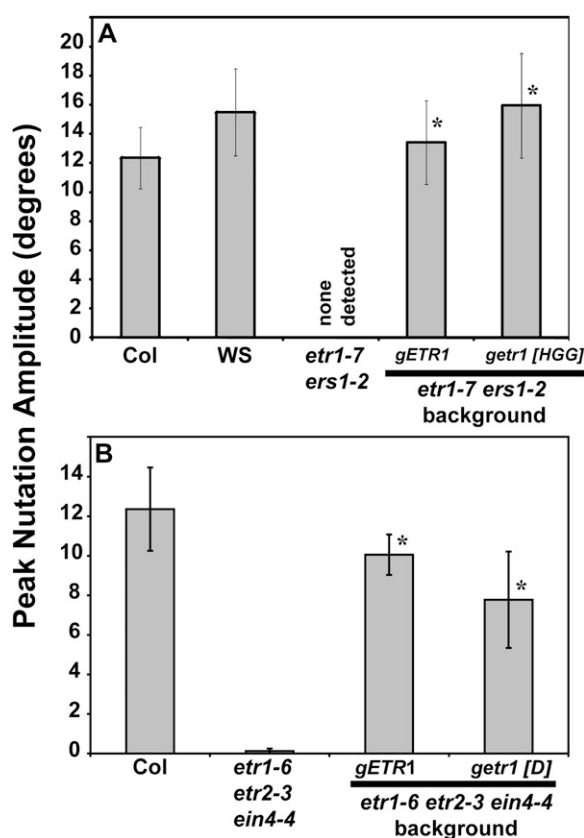 Peak Nutation Amplitude (degrees)
A
20
18
16
14
12
10
8
6
4
2
0
* *
none
detected
Col WS etr1-7 gETR1 getr1 [HGG]
ers1-2 etr1-7 ers1-2
background
B
14
12
10
8
6
4
2
0
* *
Col etr1-6 gETR1 getr1 [D]
etr2-3 etr1-6 etr2-3 ein4-4
ein4-4 background